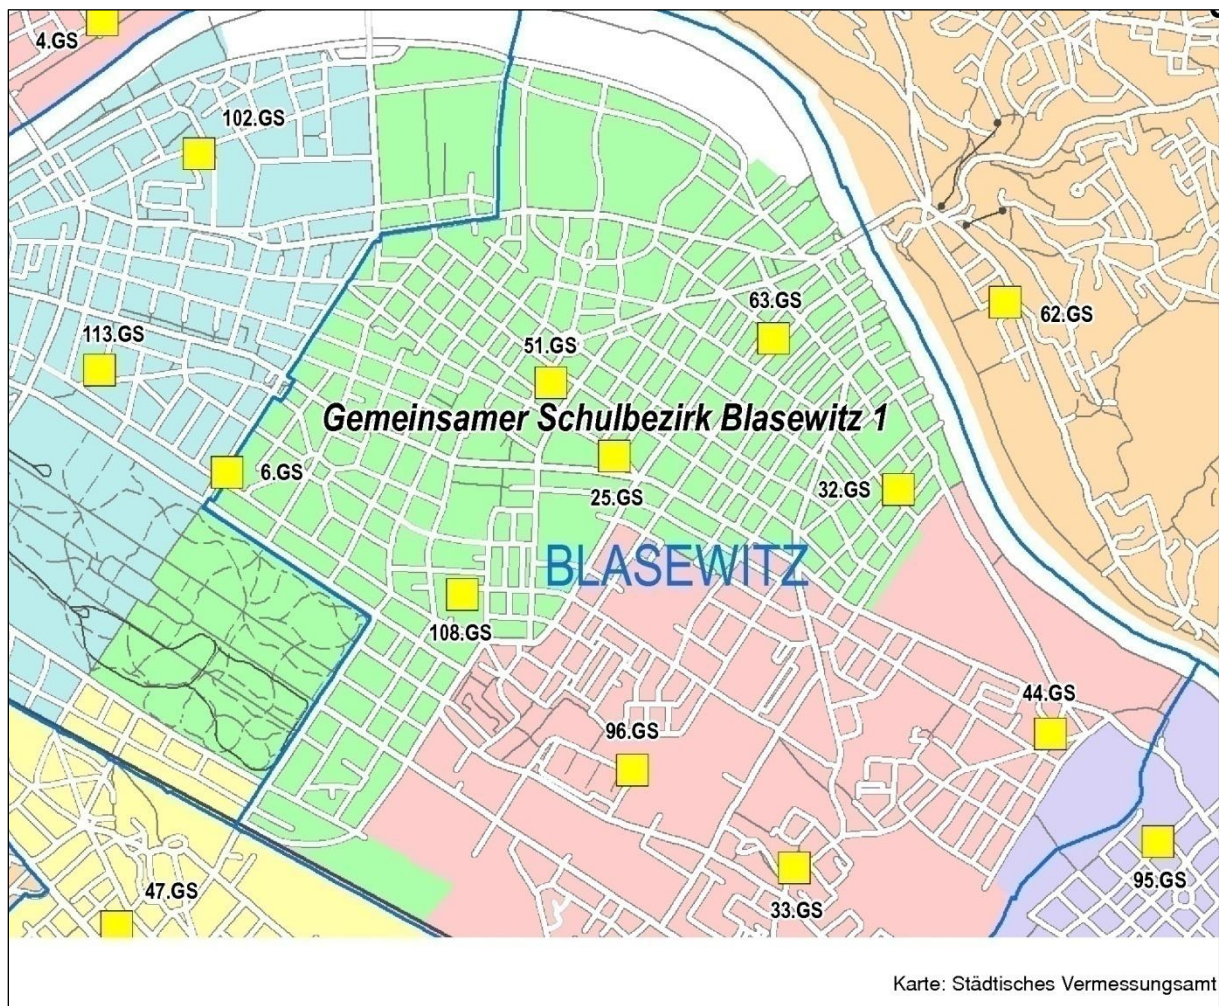 4.GS
102.GS
62.GS
63.GS
113.GS
51.GS
Gemeinsamer Schulbezirk Blasewitz 1
6.GS
25.GS
32.GS
BLASEWITZ
108.GS
44.GS
96.GS
47.GS
33.GS
95.GS
Karte: Städtisches Vermessungsamt